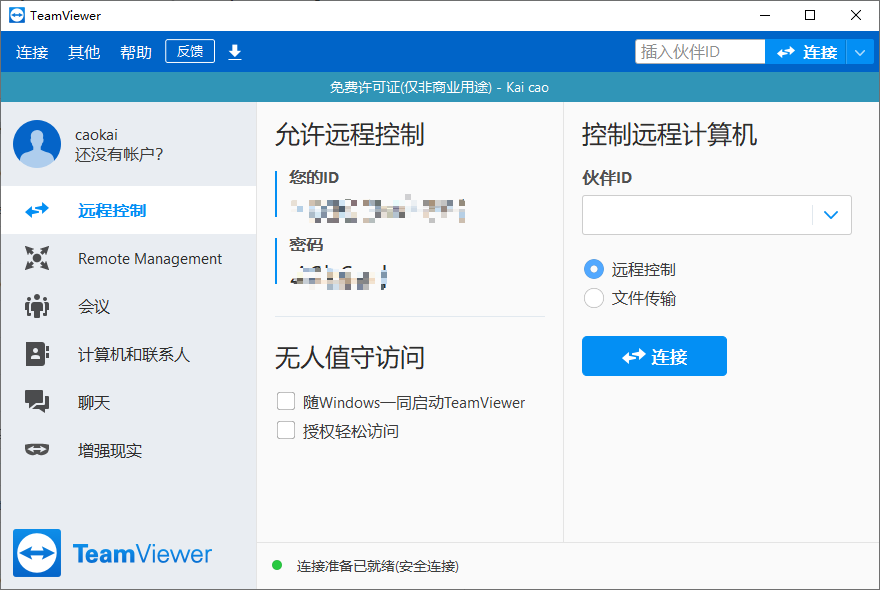 TeamViewer
连接 其他 帮助 反馈 插入伙伴ID 连接
免费许可证(仅非商业用途) - Kai cao
caokai
还没有帐户?
远程控制
Remote Management
会议
计算机和联系人
聊天
增强现实
TeamViewer
允许远程控制
您的ID
密码
无人值守访问
随Windows一同启动TeamViewer
授权轻松访问
控制远程计算机
伙伴ID
远程控制
文件传输
连接
连接准备已就绪(安全连接)